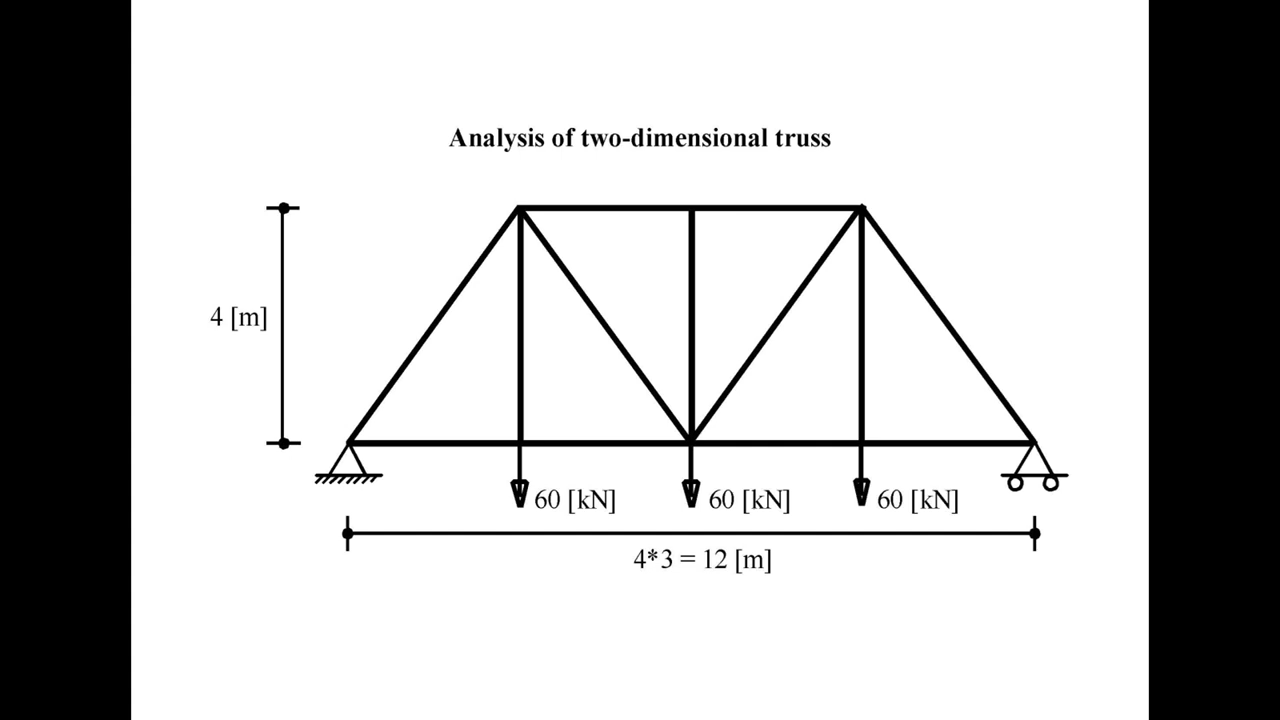 Analysis of two-dimensional truss
4 [m]
60 [kN] 60 [kN] 60 [kN]
4*3 = 12 [m]